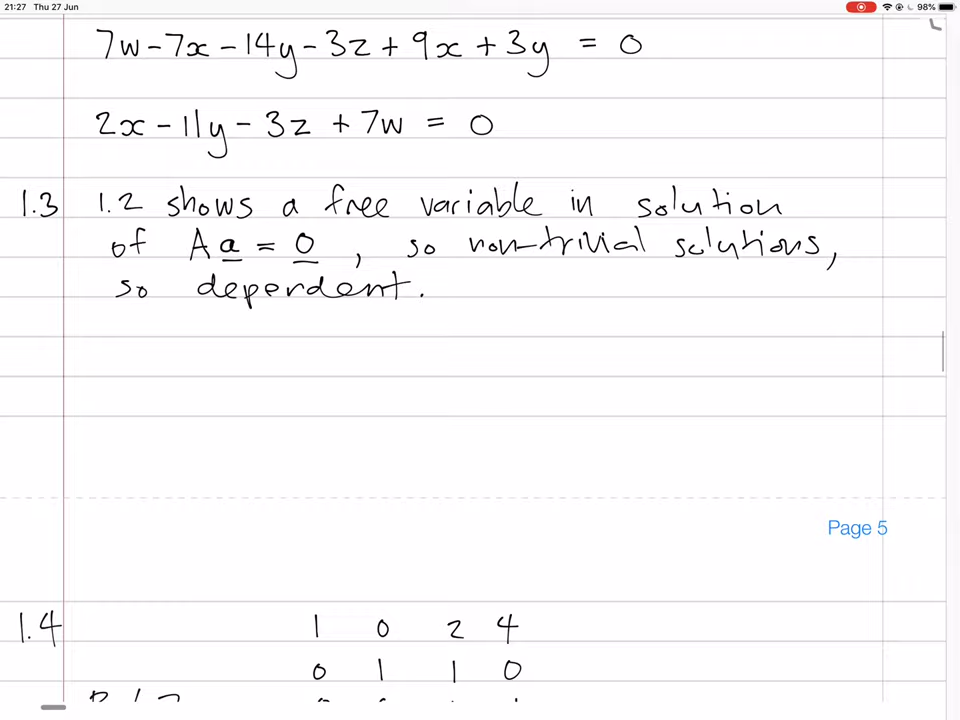 21:27 Thu 27 Jun
98%
7w - 7x - 14y - 3z + 9x + 3y = 0
2x - 11y - 3z + 7w = 0
1.3 1.2 shows a free variable in solution
of Aa = 0, so non-trivial solutions,
so dependent.
Page 5
1.4 1 0 2 4
0 1 1 0